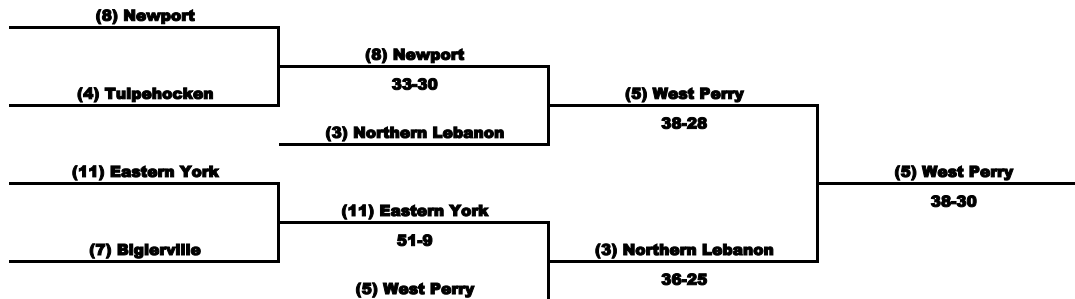 (8) Newport
(8) Newport
33-30
(4) Tulpehocken
(5) West Perry
38-28
(3) Northern Lebanon
(11) Eastern York
(5) West Perry
38-30
(11) Eastern York
51-9
(7) Biglerville
(3) Northern Lebanon
36-25
(5) West Perry